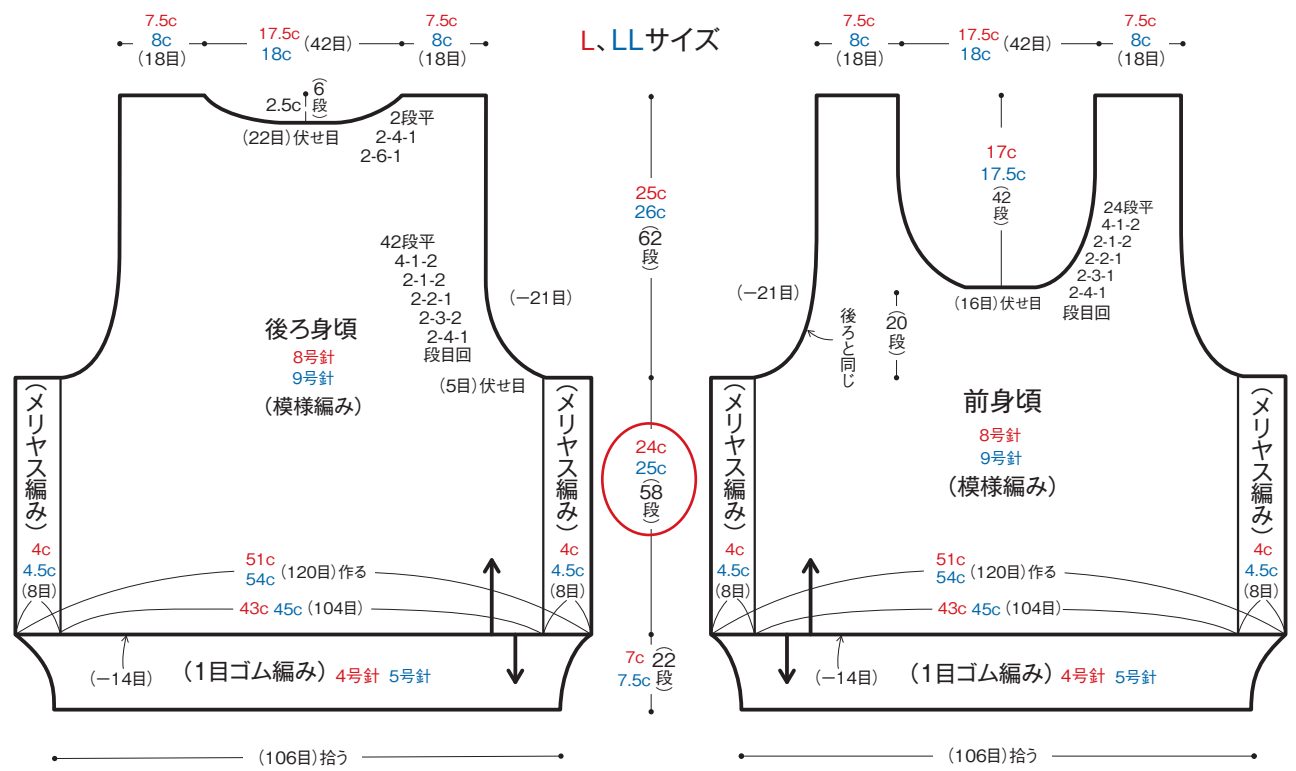 L、LLサイズ
7.5c
8c
(18目)
17.5c
18c
(42目)
7.5c
8c
(18目)
2.5c
(6段)
(22目)伏せ目
2段平
2-4-1
2-6-1
42段平
4-1-2
2-1-2
2-2-1
2-3-2
2-4-1
段目回
(−21目)
(5目)伏せ目
後ろ身頃
8号針
9号針
(模様編み)
(メリヤス編み)
4c
4.5c
(8目)
(メリヤス編み)
4c
4.5c
(8目)
51c
54c
(120目)作る
43c 45c (104目)
(−14目)
(1目ゴム編み) 4号針 5号針
(106目)拾う
25c
26c
(62段)
24c
25c
(58段)
7c
7.5c
(22段)
7.5c
8c
(18目)
17.5c
18c
(42目)
7.5c
8c
(18目)
17c
17.5c
(42段)
24段平
4-1-2
2-1-2
2-2-1
2-3-1
2-4-1
段目回
(16目)伏せ目
(−21目)
後ろと同じ
(20段)
前身頃
8号針
9号針
(模様編み)
(メリヤス編み)
4c
4.5c
(8目)
(メリヤス編み)
4c
4.5c
(8目)
51c
54c
(120目)作る
43c 45c (104目)
(−14目)
(1目ゴム編み) 4号針 5号針
(106目)拾う